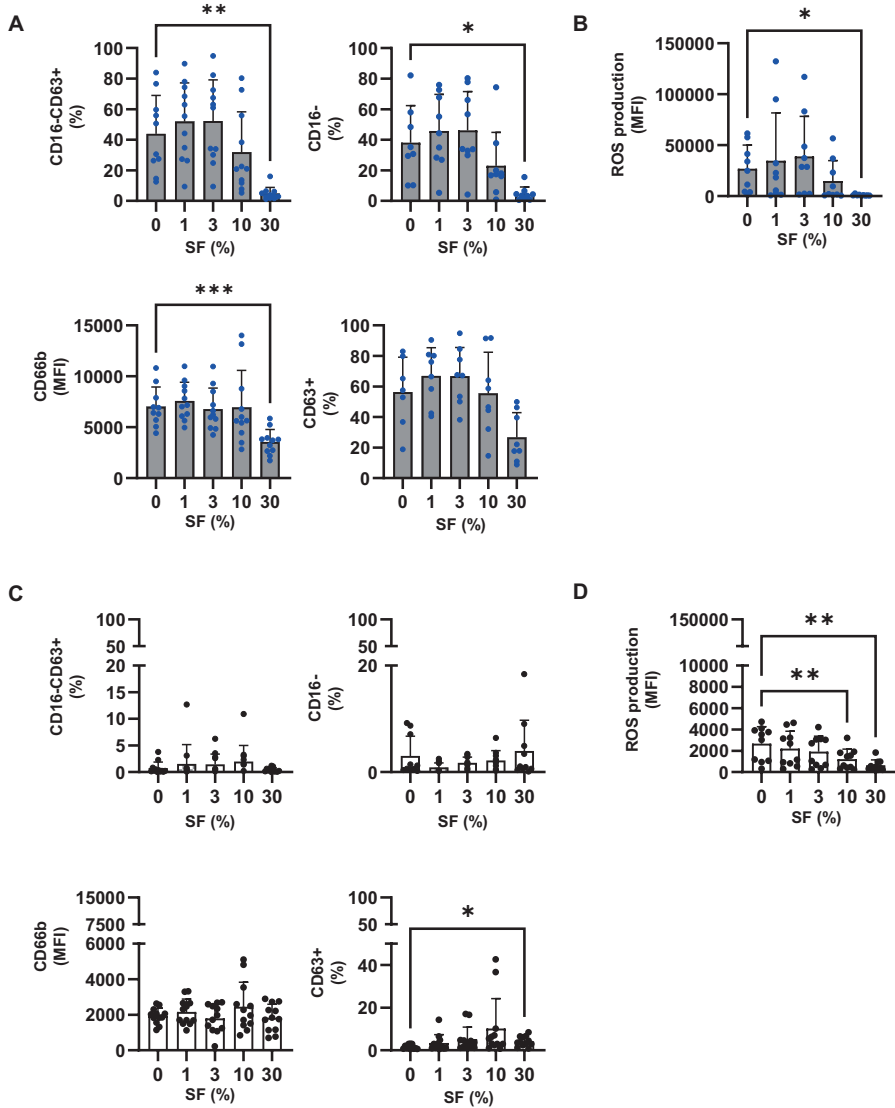 A
**
CD16-CD63+
(%)
100
80
60
40
20
0
0 1 3 10 30
SF (%)
*
CD16-
(%)
100
80
60
40
20
0
0 1 3 10 30
SF (%)
B
*
ROS production
(MFI)
150000
100000
50000
0
0 1 3 10 30
SF (%)
***
CD66b
(MFI)
15000
10000
5000
0
0 1 3 10 30
SF (%)
CD63+
(%)
100
80
60
40
20
0
0 1 3 10 30
SF (%)
C
CD16-CD63+
(%)
100
50
20
15
10
5
0
0 1 3 10 30
SF (%)
CD16-
(%)
100
50
20
10
0
0 1 3 10 30
SF (%)
D
**
**
ROS production
(MFI)
150000
50000
10000
8000
6000
4000
2000
0
0 1 3 10 30
SF (%)
CD66b
(MFI)
15000
7500
6000
4000
2000
0
0 1 3 10 30
SF (%)
*
CD63+
(%)
100
50
40
20
0
0 1 3 10 30
SF (%)